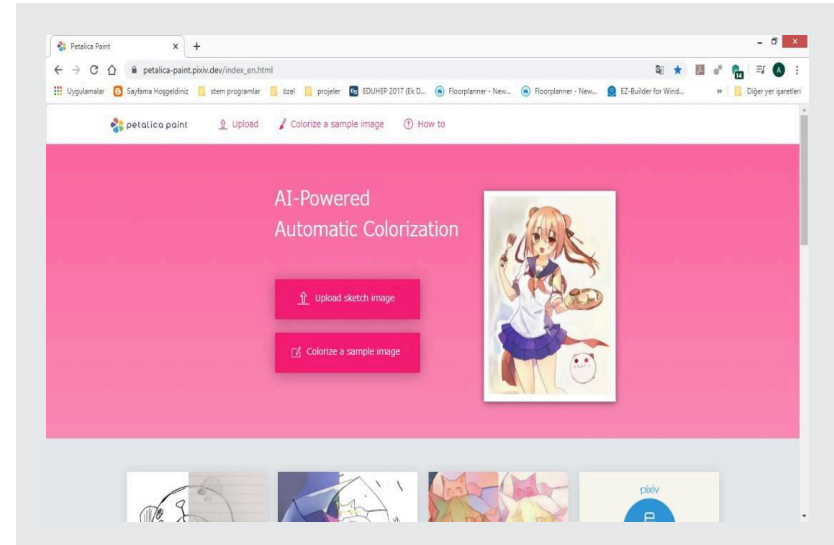 Petalica Paint
petalica-paint.pixiv.dev/index_en.html
14
A
Uygulamalar Sayfama Hoşgeldiniz stem programlar özel projeler EDUHEP 2017 (Ek D... Floorplanner - New... Floorplanner - New... EZ-Builder for Wind... » Diğer yer işaretleri
petalica paint Upload Colorize a sample image How to
AI-Powered
Automatic Colorization
Upload sketch image
Colorize a sample image
pixiv